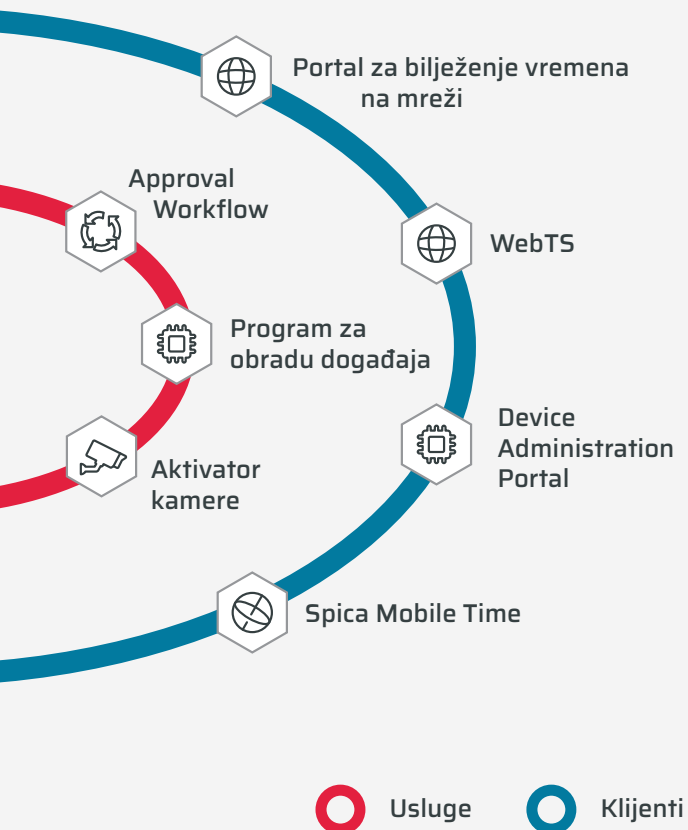 Portal za bilježenje vremena
na mreži
Approval
Workflow
WebTS
Program za
obradu događaja
Device
Administration
Portal
Aktivator
kamere
Spica Mobile Time
Usluge
Klijenti